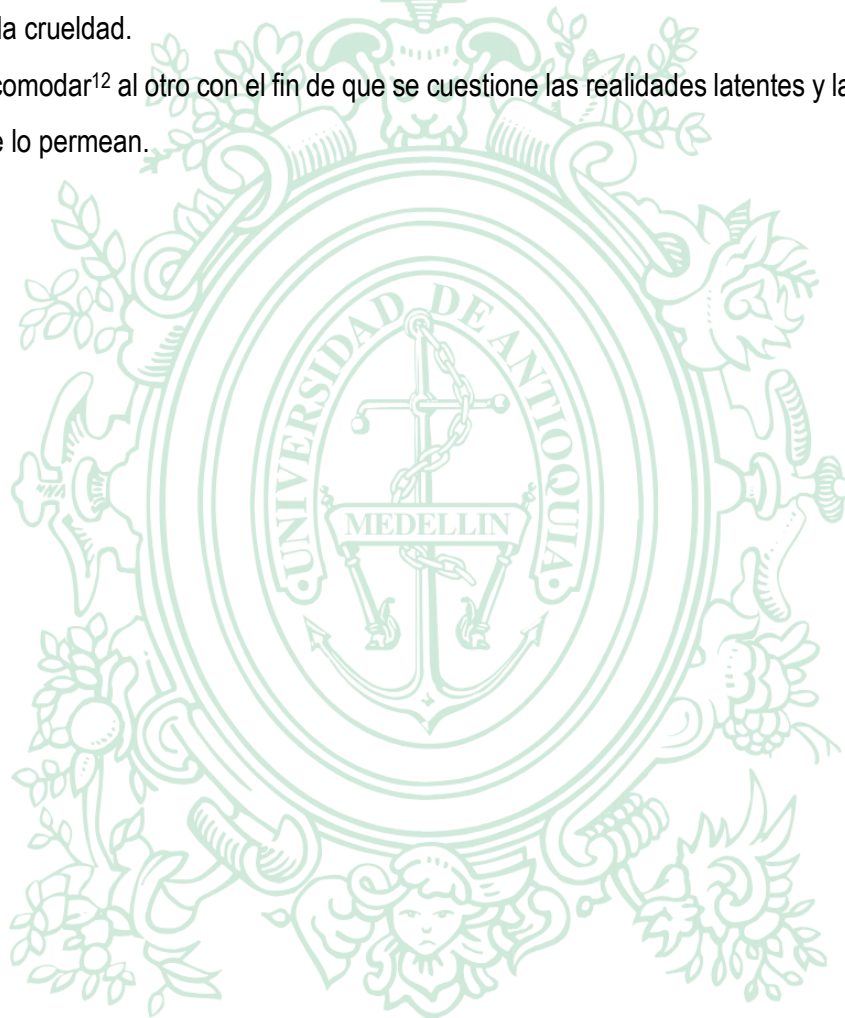 la crueldad.
comodar¹² al otro con el fin de que se cuestione las realidades latentes y la
e lo permean.
• UNIVERSIDAD DE ANTIOQUIA •
MEDELLIN